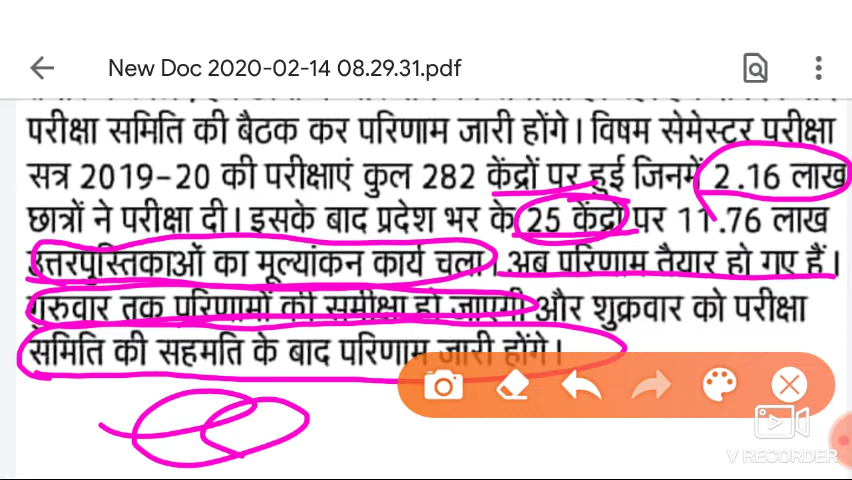 New Doc 2020-02-14 08.29.31.pdf
परीक्षा समिति की बैठक कर परिणाम जारी होंगे। विषम सेमेस्टर परीक्षा
सत्र 2019-20 की परीक्षाएं कुल 282 केंद्रों पर हुई जिनमें 2.16 लाख
छात्रों ने परीक्षा दी। इसके बाद प्रदेश भर के 25 केंद्रों पर 11.76 लाख
उत्तरपुस्तिकाओं का मूल्यांकन कार्य चला। अब परिणाम तैयार हो गए हैं।
गुरुवार तक परिणामों की समीक्षा हो जाएगी और शुक्रवार को परीक्षा
समिति की सहमति के बाद परिणाम जारी होंगे।
V RECORDER